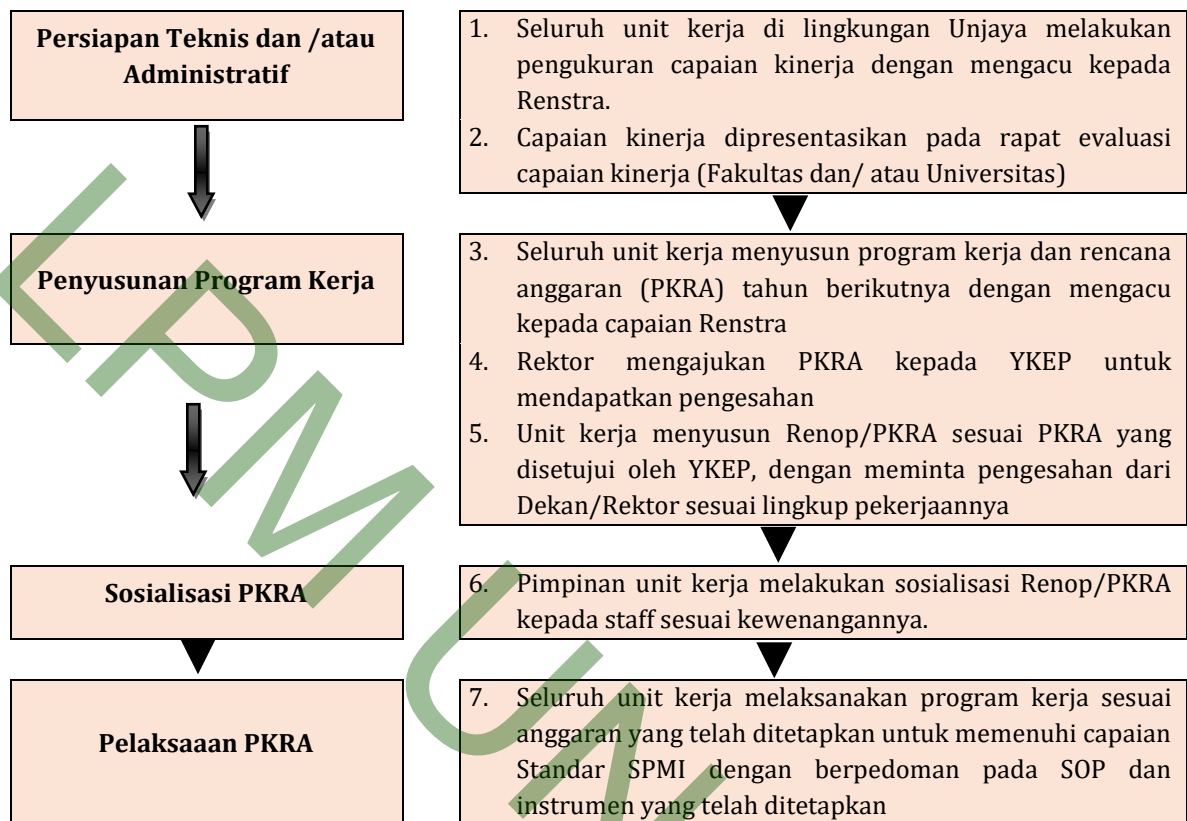 Persiapan Teknis dan /atau
Administratif
1. Seluruh unit kerja di lingkungan Unjaya melakukan
pengukuran capaian kinerja dengan mengacu kepada
Renstra.
2. Capaian kinerja dipresentasikan pada rapat evaluasi
capaian kinerja (Fakultas dan/ atau Universitas)
Penyusunan Program Kerja
3. Seluruh unit kerja menyusun program kerja dan rencana
anggaran (PKRA) tahun berikutnya dengan mengacu
kepada capaian Renstra
4. Rektor mengajukan PKRA kepada YKEP untuk
mendapatkan pengesahan
5. Unit kerja menyusun Renop/PKRA sesuai PKRA yang
disetujui oleh YKEP, dengan meminta pengesahan dari
Dekan/Rektor sesuai lingkup pekerjaannya
Sosialisasi PKRA
6. Pimpinan unit kerja melakukan sosialisasi Renop/PKRA
kepada staff sesuai kewenangannya.
Pelaksaaan PKRA
7. Seluruh unit kerja melaksanakan program kerja sesuai
anggaran yang telah ditetapkan untuk memenuhi capaian
Standar SPMI dengan berpedoman pada SOP dan
instrumen yang telah ditetapkan
LPM UN